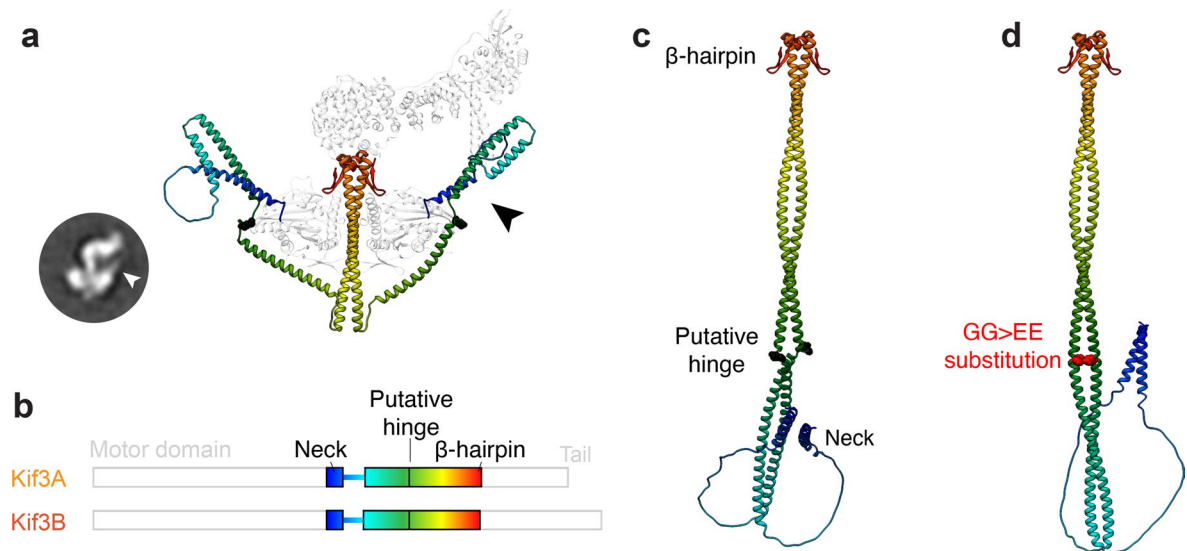 a
b
Motor domain
Neck
Putative
hinge
β-hairpin
Tail
Kif3A
Kif3B
c
β-hairpin
Putative
hinge
Neck
d
GG>EE
substitution